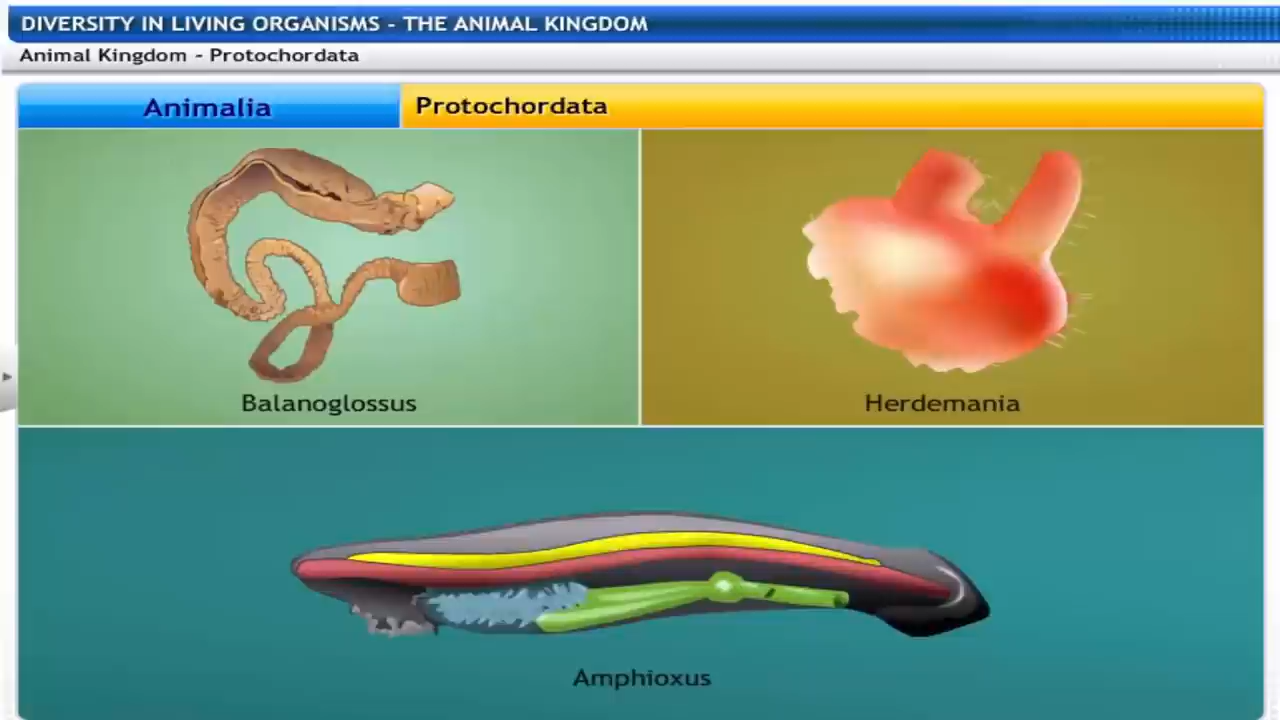 DIVERSITY IN LIVING ORGANISMS - THE ANIMAL KINGDOM
Animal Kingdom - Protochordata
Animalia
Protochordata
Balanoglossus
Herdemania
Amphioxus